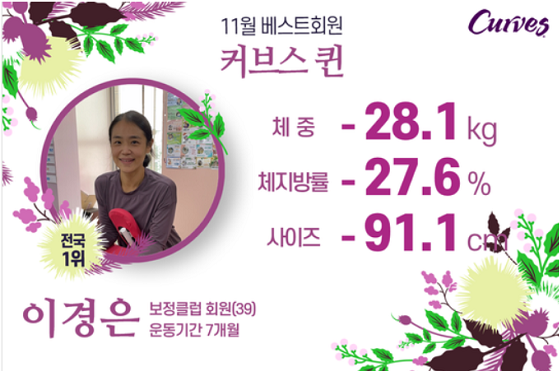 Curves
11월 베스트회원
커브스 퀸
체 중 - 28.1 kg
체지방률 - 27.6 %
사이즈 - 91.1 cm
전국
1위
이경은
보정클럽 회원(39)
운동기간 7개월